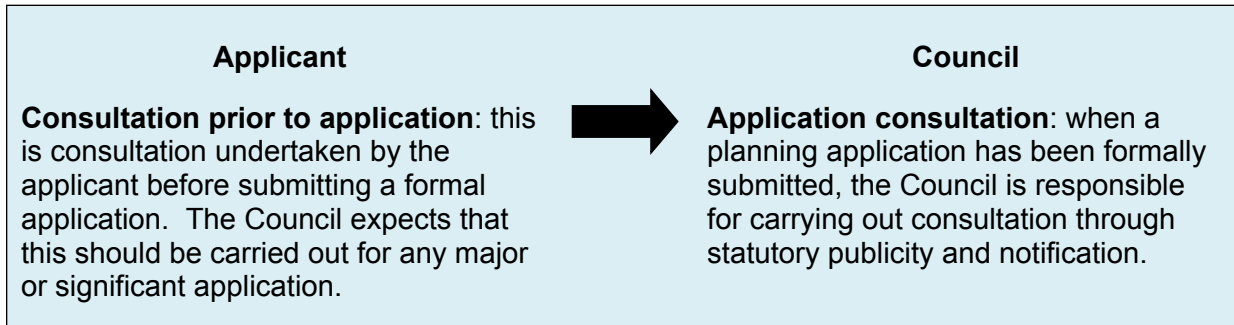 Applicant
Consultation prior to application: this
is consultation undertaken by the
applicant before submitting a formal
application.  The Council expects that
this should be carried out for any major
or significant application.
Council
Application consultation: when a
planning application has been formally
submitted, the Council is responsible
for carrying out consultation through
statutory publicity and notification.